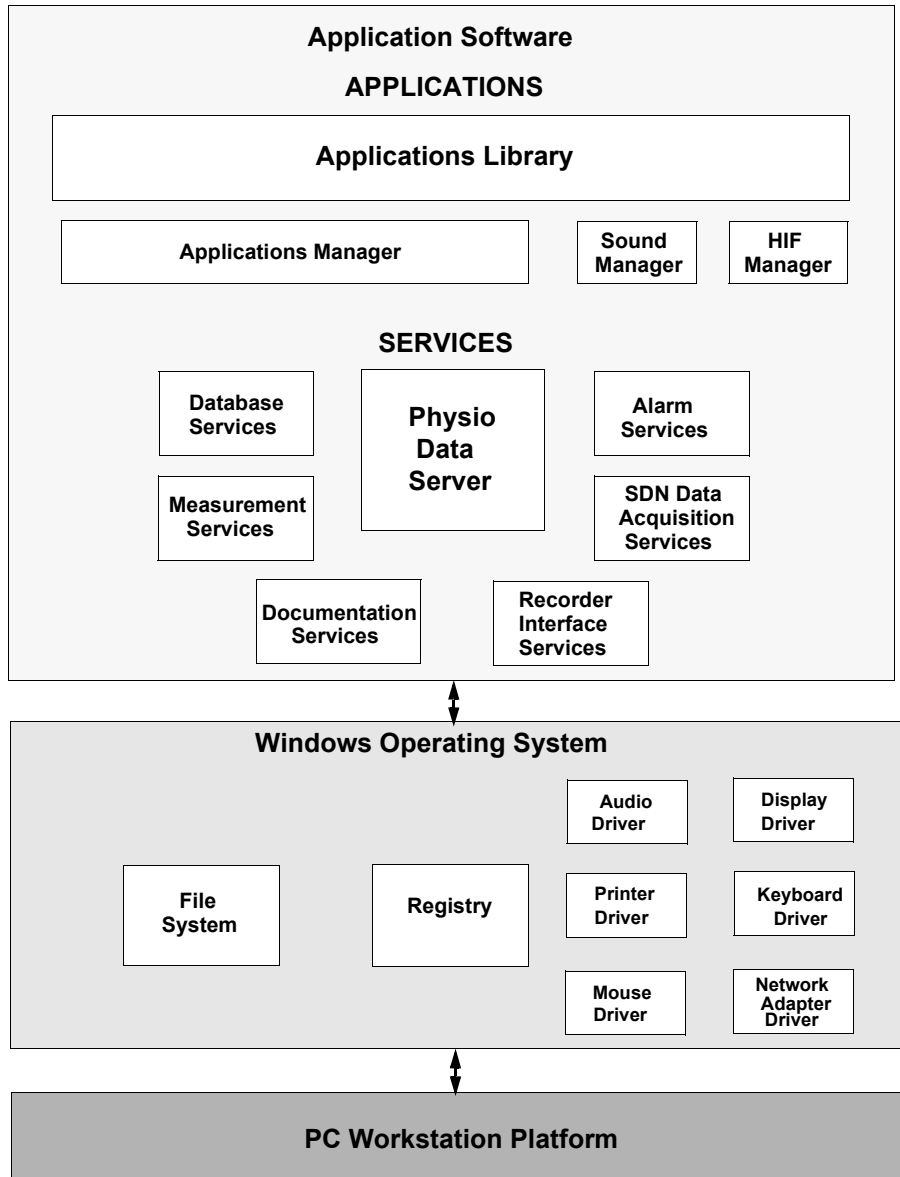 Application Software
APPLICATIONS
Applications Library
Applications Manager
Sound
Manager
HIF
Manager
SERVICES
Database
Services
Physio
Data
Server
Alarm
Services
Measurement
Services
SDN Data
Acquisition
Services
Documentation
Services
Recorder
Interface
Services
Windows Operating System
Audio
Driver
Display
Driver
File
System
Registry
Printer
Driver
Keyboard
Driver
Mouse
Driver
Network
Adapter
Driver
PC Workstation Platform